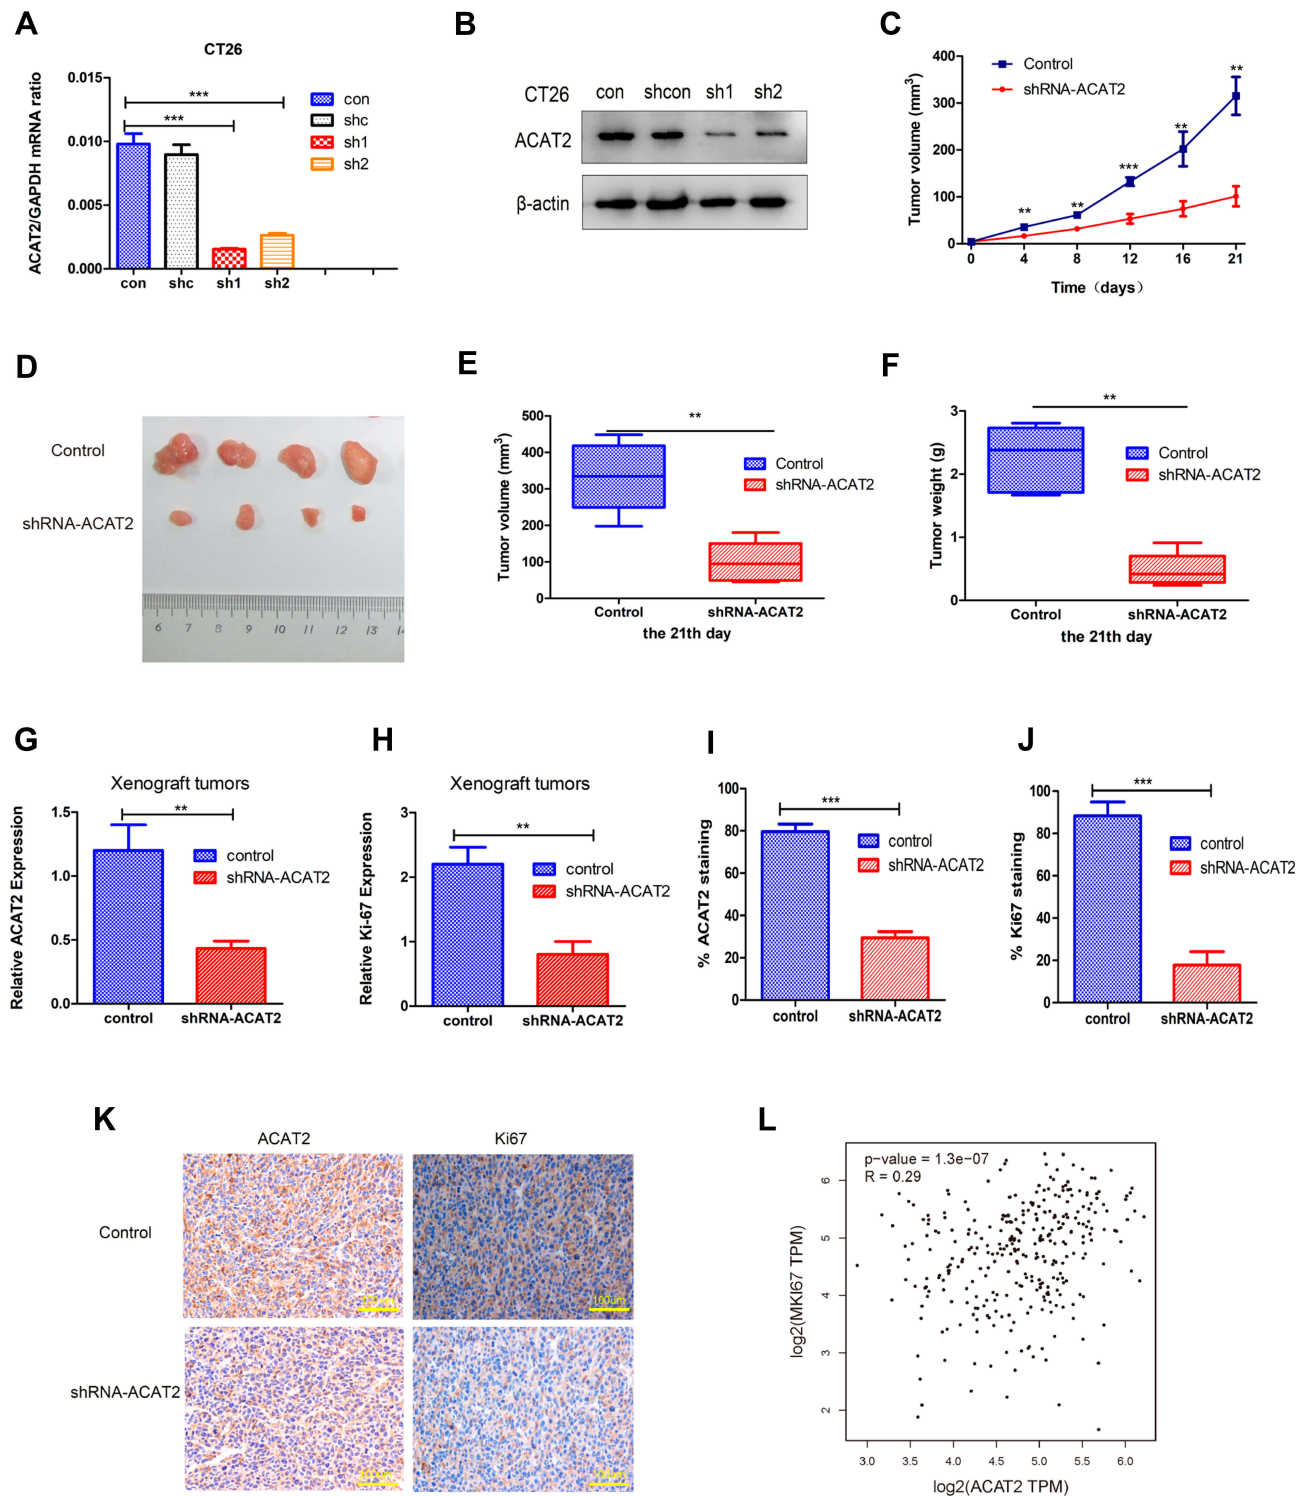 A
CT26
ACAT2/GAPDH mRNA ratio
0.015
0.010
0.005
0.000
***
***
con
shc
sh1
sh2
con
shc
sh1
sh2
B
CT26
con
shcon
sh1
sh2
ACAT2
β-actin
C
Tumor volume (mm3)
400
300
200
100
0
Control
shRNA-ACAT2
**
**
***
**
**
0
4
8
12
16
21
Time（days）
D
Control
shRNA-ACAT2
6 7 8 9 10 11 12 13
E
Tumor volume (mm3)
500
400
300
200
100
0
**
Control
shRNA-ACAT2
Control
shRNA-ACAT2
the 21th day
F
Tumor weight (g)
3
2
1
0
**
Control
shRNA-ACAT2
Control
shRNA-ACAT2
the 21th day
G
Xenograft tumors
Relative ACAT2 Expression
1.5
1.0
0.5
0.0
**
control
shRNA-ACAT2
control
shRNA-ACAT2
H
Xenograft tumors
Relative Ki-67 Expression
3
2
1
0
**
control
shRNA-ACAT2
control
shRNA-ACAT2
I
% ACAT2 staining
100
80
60
40
20
0
***
control
shRNA-ACAT2
control
shRNA-ACAT2
J
% Ki67 staining
100
80
60
40
20
0
***
control
shRNA-ACAT2
control
shRNA-ACAT2
K
ACAT2
Ki67
Control
shRNA-ACAT2
100um
100um
100um
100um
L
p-value = 1.3e-07
R = 0.29
log2(MKI67 TPM)
6
5
4
3
2
3.0
3.5
4.0
4.5
5.0
5.5
6.0
log2(ACAT2 TPM)